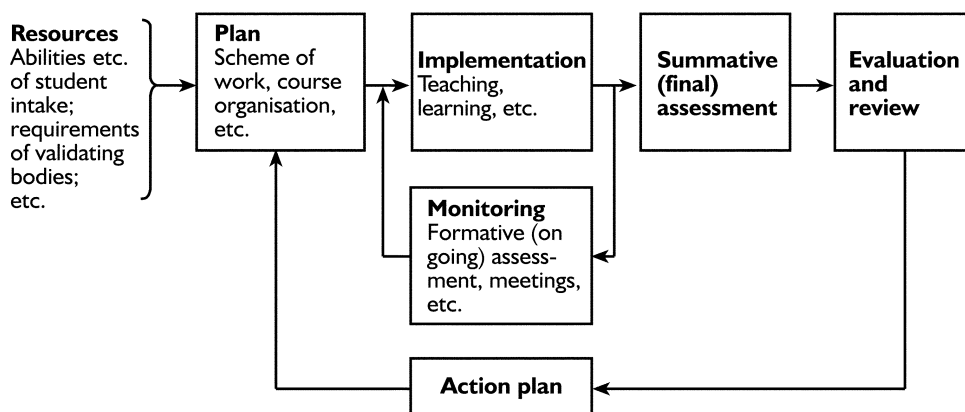 Resources
Abilities etc.
of student
intake;
requirements
of validating
bodies;
etc.
Plan
Scheme of
work, course
organisation,
etc.
Implementation
Teaching,
learning, etc.
Summative
(final)
assessment
Evaluation
and
review
Monitoring
Formative (on
going) assess-
ment, meetings,
etc.
Action plan